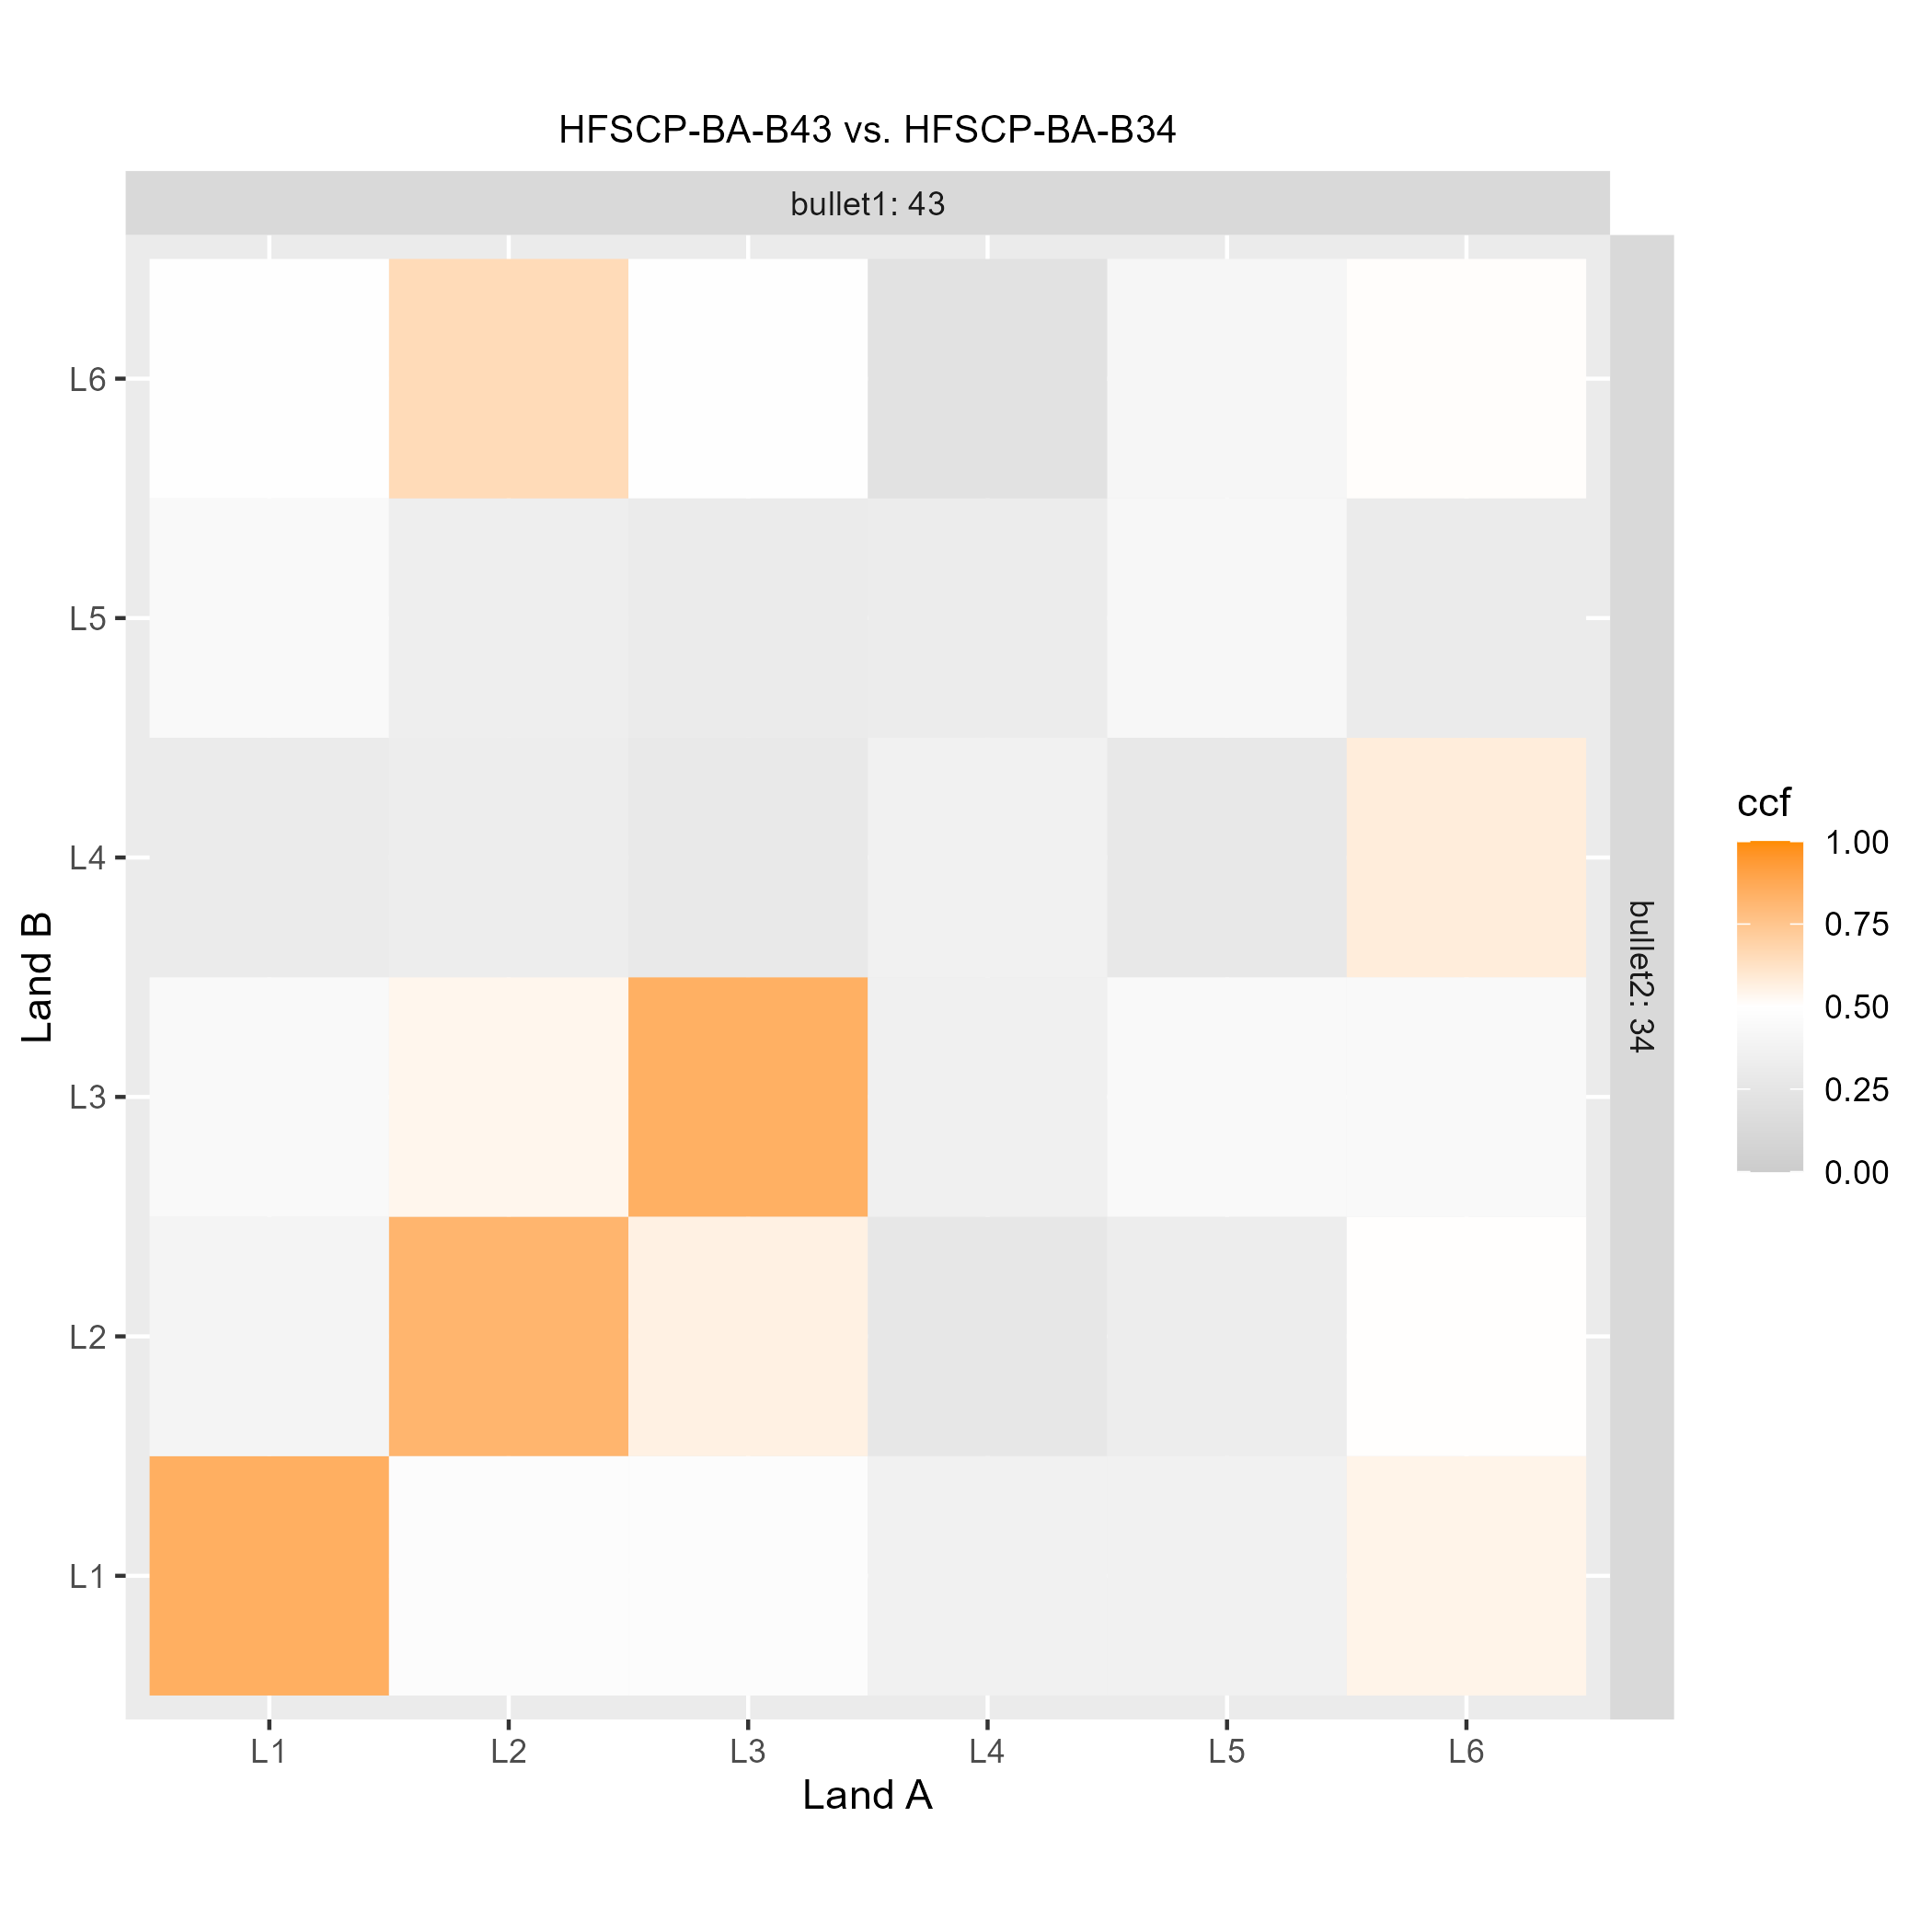 HFSCP-BA-B43 vs. HFSCP-BA-B34
bullet1: 43
L6
L5
L4
L3
L2
L1
Land B
L1 L2 L3 L4 L5 L6
Land A
bullet2: 34
ccf
1.00
0.75
0.50
0.25
0.00